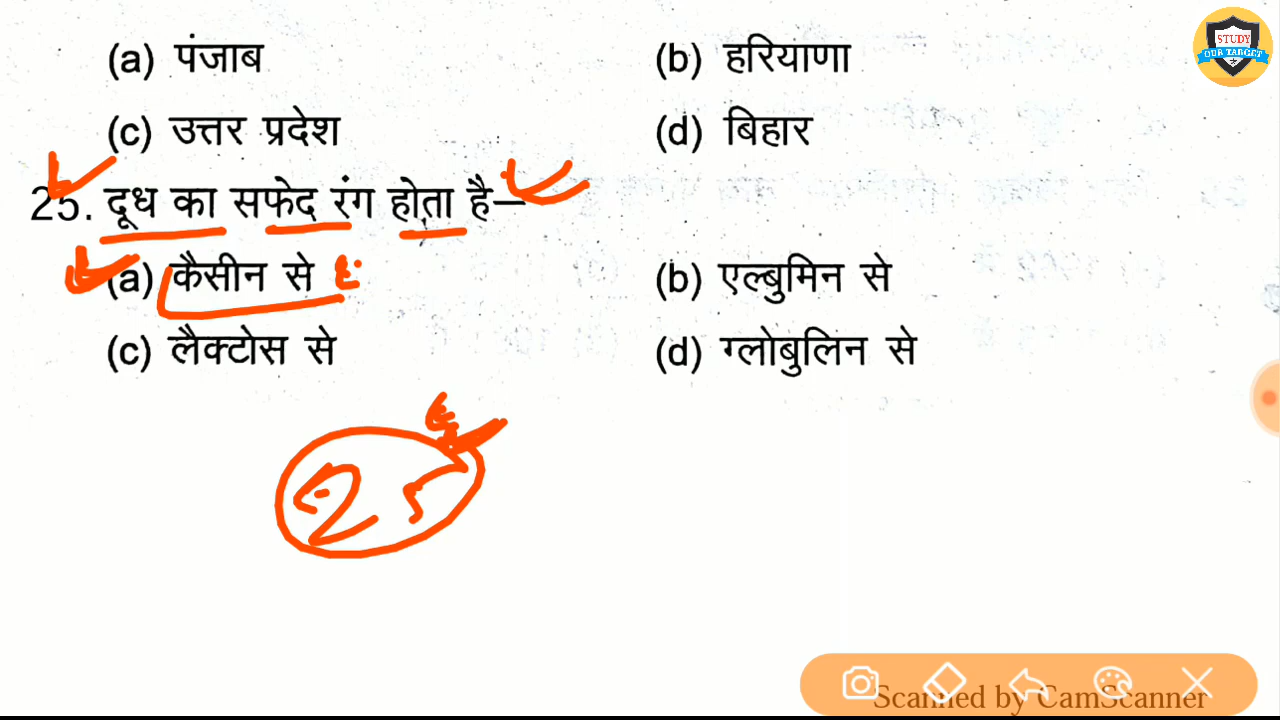 STUDY
OUR TARGET
(a) पंजाब (b) हरियाणा
(c) उत्तर प्रदेश (d) बिहार
25. दूध का सफेद रंग होता है–
(a) कैसीन से (b) एल्बुमिन से
(c) लैक्टोस से (d) ग्लोबुलिन से
25
Scanned by CamScanner